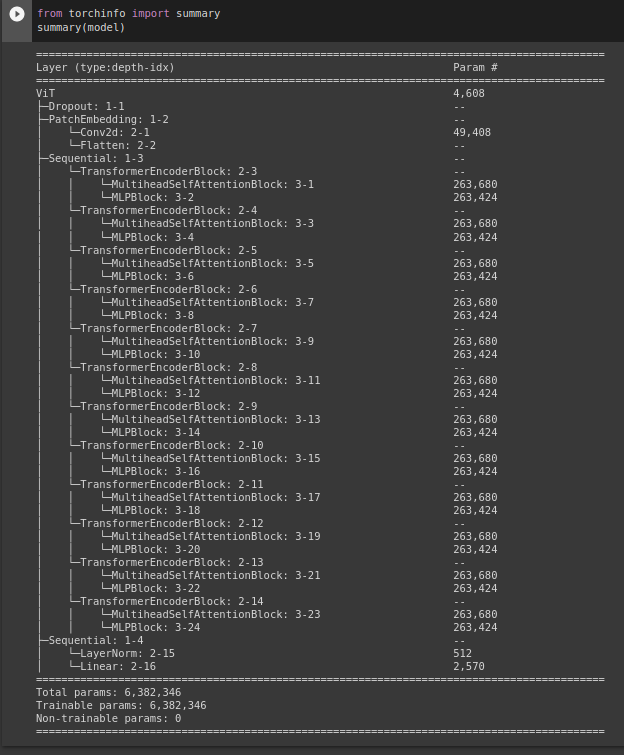 from torchinfo import summary
summary(model)
==========================================================================================
Layer (type:depth-idx)                                            Param #
==========================================================================================
ViT                                                               4,608
├─Dropout: 1-1                                                    --
├─PatchEmbedding: 1-2                                             --
│    └─Conv2d: 2-1                                                49,408
│    └─Flatten: 2-2                                               --
├─Sequential: 1-3                                                 --
│    └─TransformerEncoderBlock: 2-3                               --
│    │    └─MultiheadSelfAttentionBlock: 3-1                      263,680
│    │    └─MLPBlock: 3-2                                         263,424
│    └─TransformerEncoderBlock: 2-4                               --
│    │    └─MultiheadSelfAttentionBlock: 3-3                      263,680
│    │    └─MLPBlock: 3-4                                         263,424
│    └─TransformerEncoderBlock: 2-5                               --
│    │    └─MultiheadSelfAttentionBlock: 3-5                      263,680
│    │    └─MLPBlock: 3-6                                         263,424
│    └─TransformerEncoderBlock: 2-6                               --
│    │    └─MultiheadSelfAttentionBlock: 3-7                      263,680
│    │    └─MLPBlock: 3-8                                         263,424
│    └─TransformerEncoderBlock: 2-7                               --
│    │    └─MultiheadSelfAttentionBlock: 3-9                      263,680
│    │    └─MLPBlock: 3-10                                        263,424
│    └─TransformerEncoderBlock: 2-8                               --
│    │    └─MultiheadSelfAttentionBlock: 3-11                     263,680
│    │    └─MLPBlock: 3-12                                        263,424
│    └─TransformerEncoderBlock: 2-9                               --
│    │    └─MultiheadSelfAttentionBlock: 3-13                     263,680
│    │    └─MLPBlock: 3-14                                        263,424
│    └─TransformerEncoderBlock: 2-10                              --
│    │    └─MultiheadSelfAttentionBlock: 3-15                     263,680
│    │    └─MLPBlock: 3-16                                        263,424
│    └─TransformerEncoderBlock: 2-11                              --
│    │    └─MultiheadSelfAttentionBlock: 3-17                     263,680
│    │    └─MLPBlock: 3-18                                        263,424
│    └─TransformerEncoderBlock: 2-12                              --
│    │    └─MultiheadSelfAttentionBlock: 3-19                     263,680
│    │    └─MLPBlock: 3-20                                        263,424
│    └─TransformerEncoderBlock: 2-13                              --
│    │    └─MultiheadSelfAttentionBlock: 3-21                     263,680
│    │    └─MLPBlock: 3-22                                        263,424
│    └─TransformerEncoderBlock: 2-14                              --
│    │    └─MultiheadSelfAttentionBlock: 3-23                     263,680
│    │    └─MLPBlock: 3-24                                        263,424
├─Sequential: 1-4                                                 --
│    └─LayerNorm: 2-15                                            512
│    └─Linear: 2-16                                               2,570
==========================================================================================
Total params: 6,382,346
Trainable params: 6,382,346
Non-trainable params: 0
==========================================================================================